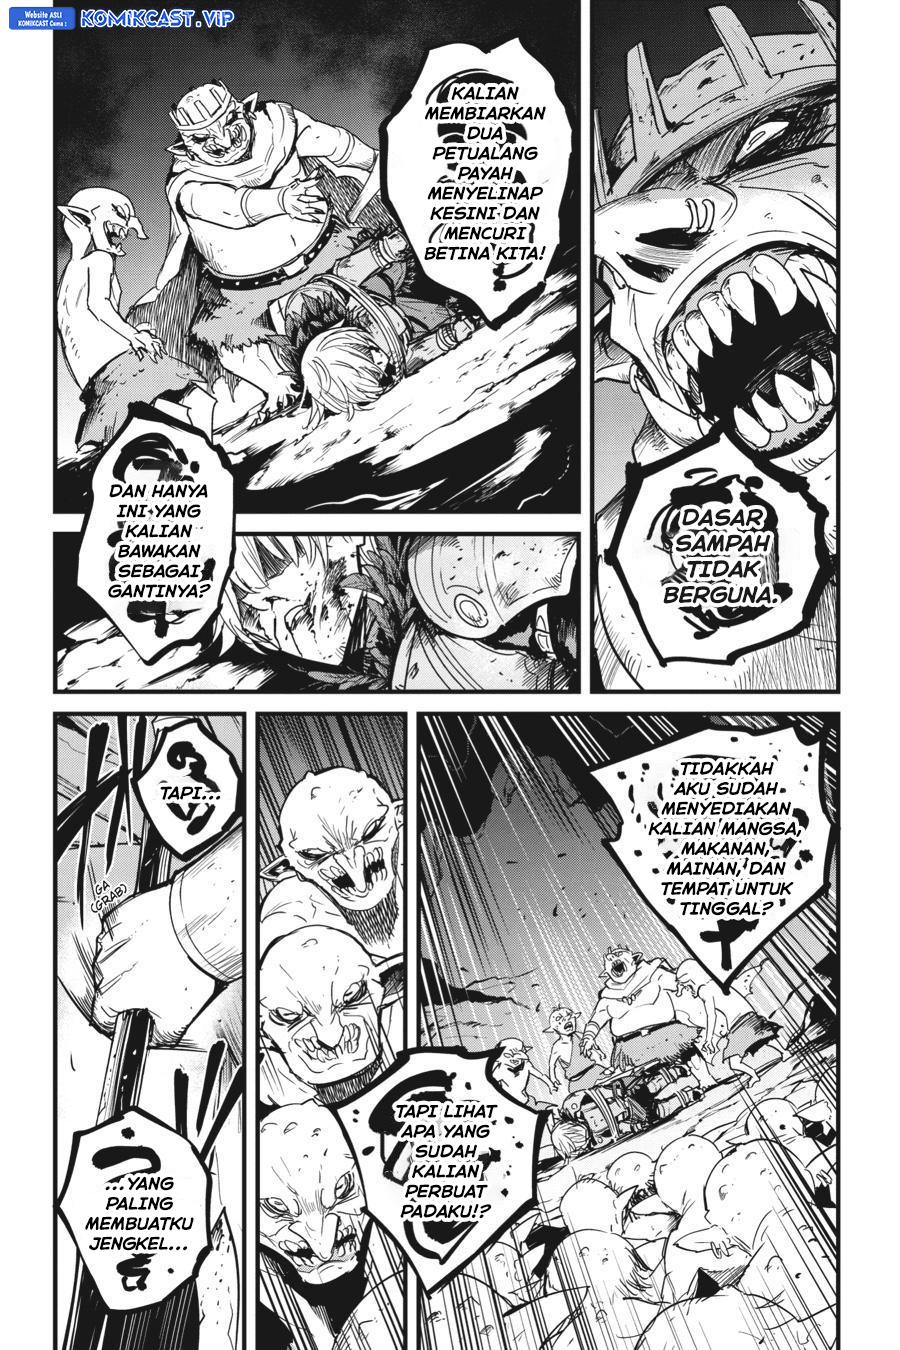 Website ASLI
KOMIKCAST Cuma :
KOMIKCAST.VIP
DASAR
SAMPAH
TIDAK
BERGUNA.
KALIAN
MEMBIARKAN
DUA
PETUALANG
PAYAH
MENYELINAP
KESINI DAN
MENCURI
BETINA KITA!
DAN HANYA
INI YANG
KALIAN
BAWAKAN
SEBAGAI
GANTINYA?
TIDAKKAH
AKU SUDAH
MENYEDIAKAN
KALIAN MANGSA,
MAKANAN,
MAINAN, DAN
TEMPAT UNTUK
TINGGAL?
TAPI LIHAT
APA YANG
SUDAH
KALIAN
PERBUAT
PADAKU!?
TAPI...
GA
(GRAB)
...YANG
PALING
MEMBUATKU
JENGKEL...